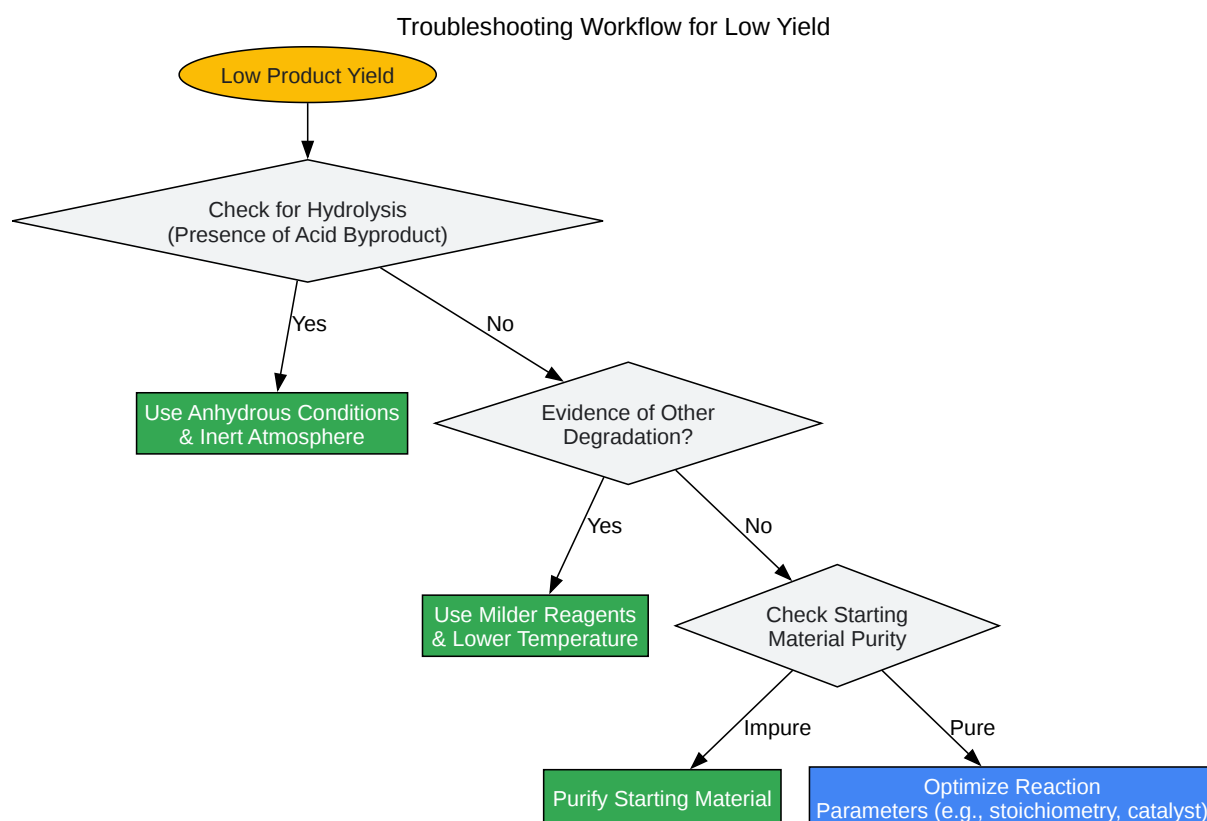 Troubleshooting Workflow for Low Yield
Low Product Yield
Check for Hydrolysis
(Presence of Acid Byproduct)
Yes
No
Use Anhydrous Conditions
& Inert Atmosphere
Evidence of Other
Degradation?
Yes
No
Use Milder Reagents
& Lower Temperature
Check Starting
Material Purity
Impure
Pure
Purify Starting Material
Optimize Reaction
Parameters (e.g., stoichiometry, catalyst)